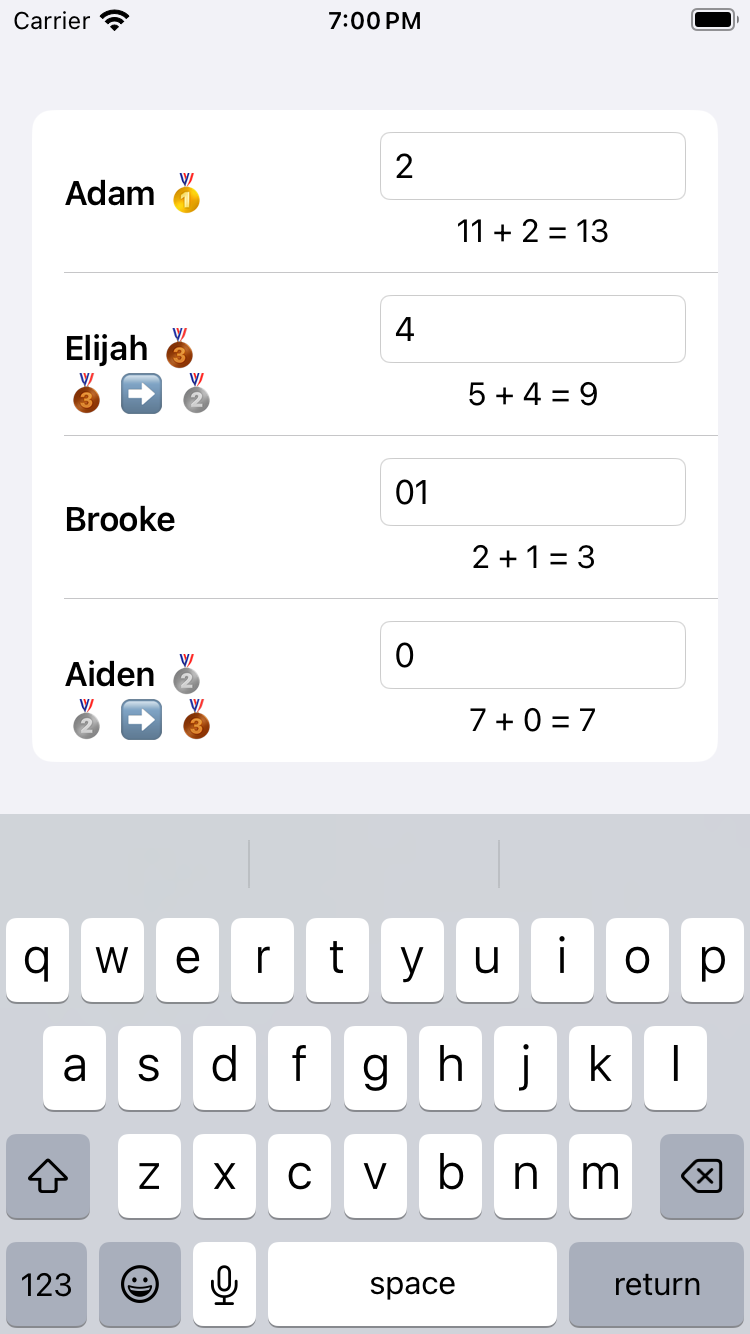 Carrier 7:00 PM
Adam 🥇
2
11 + 2 = 13
Elijah 🥉
🥉 ➡️ 🥈
4
5 + 4 = 9
Brooke
01
2 + 1 = 3
Aiden 🥈
🥈 ➡️ 🥉
0
7 + 0 = 7
q w e r t y u i o p
a s d f g h j k l
z x c v b n m
123 space return